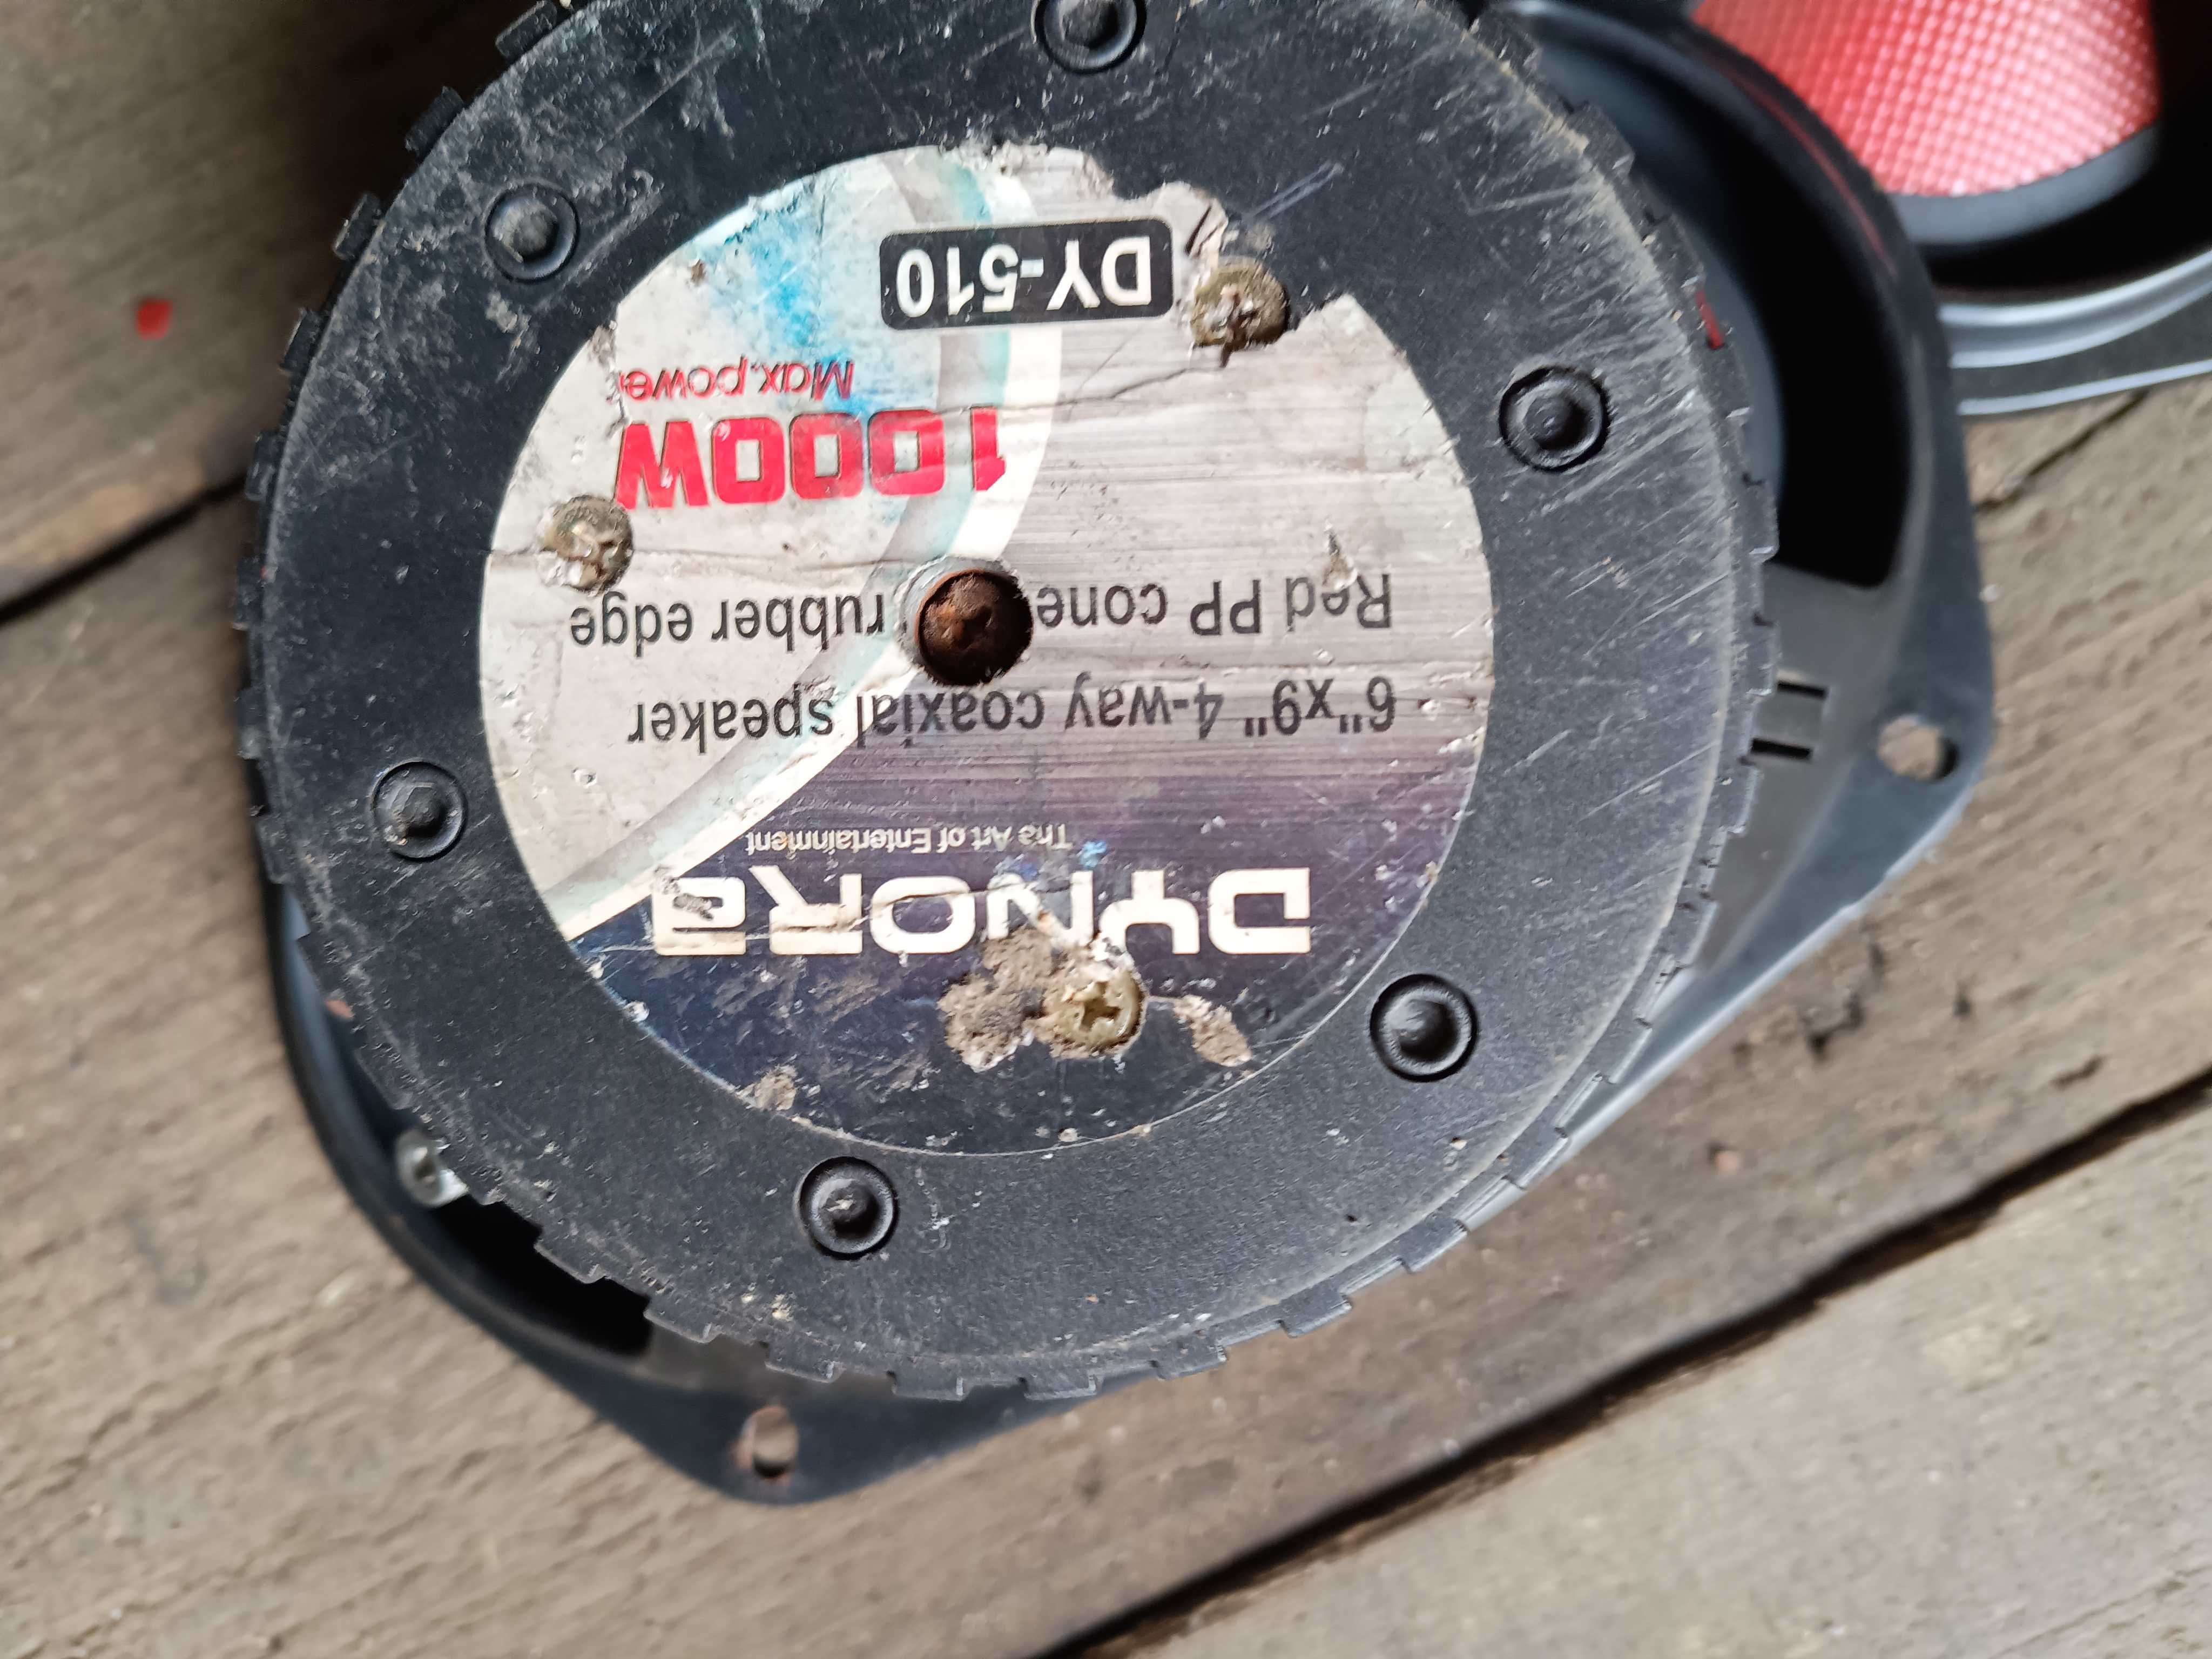 DYNORa
The Art of Entertainment
6"x9" 4-way coaxial speaker
Red PP cone, rubber edge
1000W
Max.power
DY-510